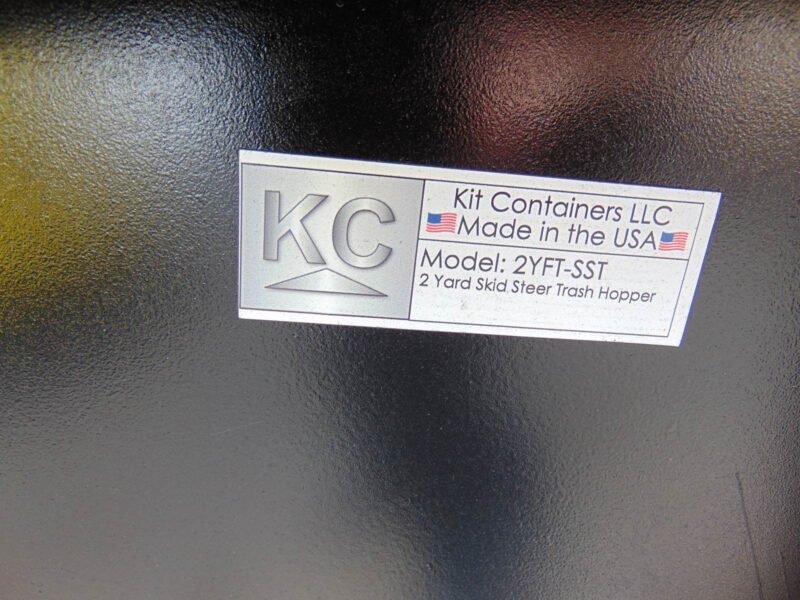 KC
Kit Containers LLC
Made in the USA
Model: 2YFT-SST
2 Yard Skid Steer Trash Hopper